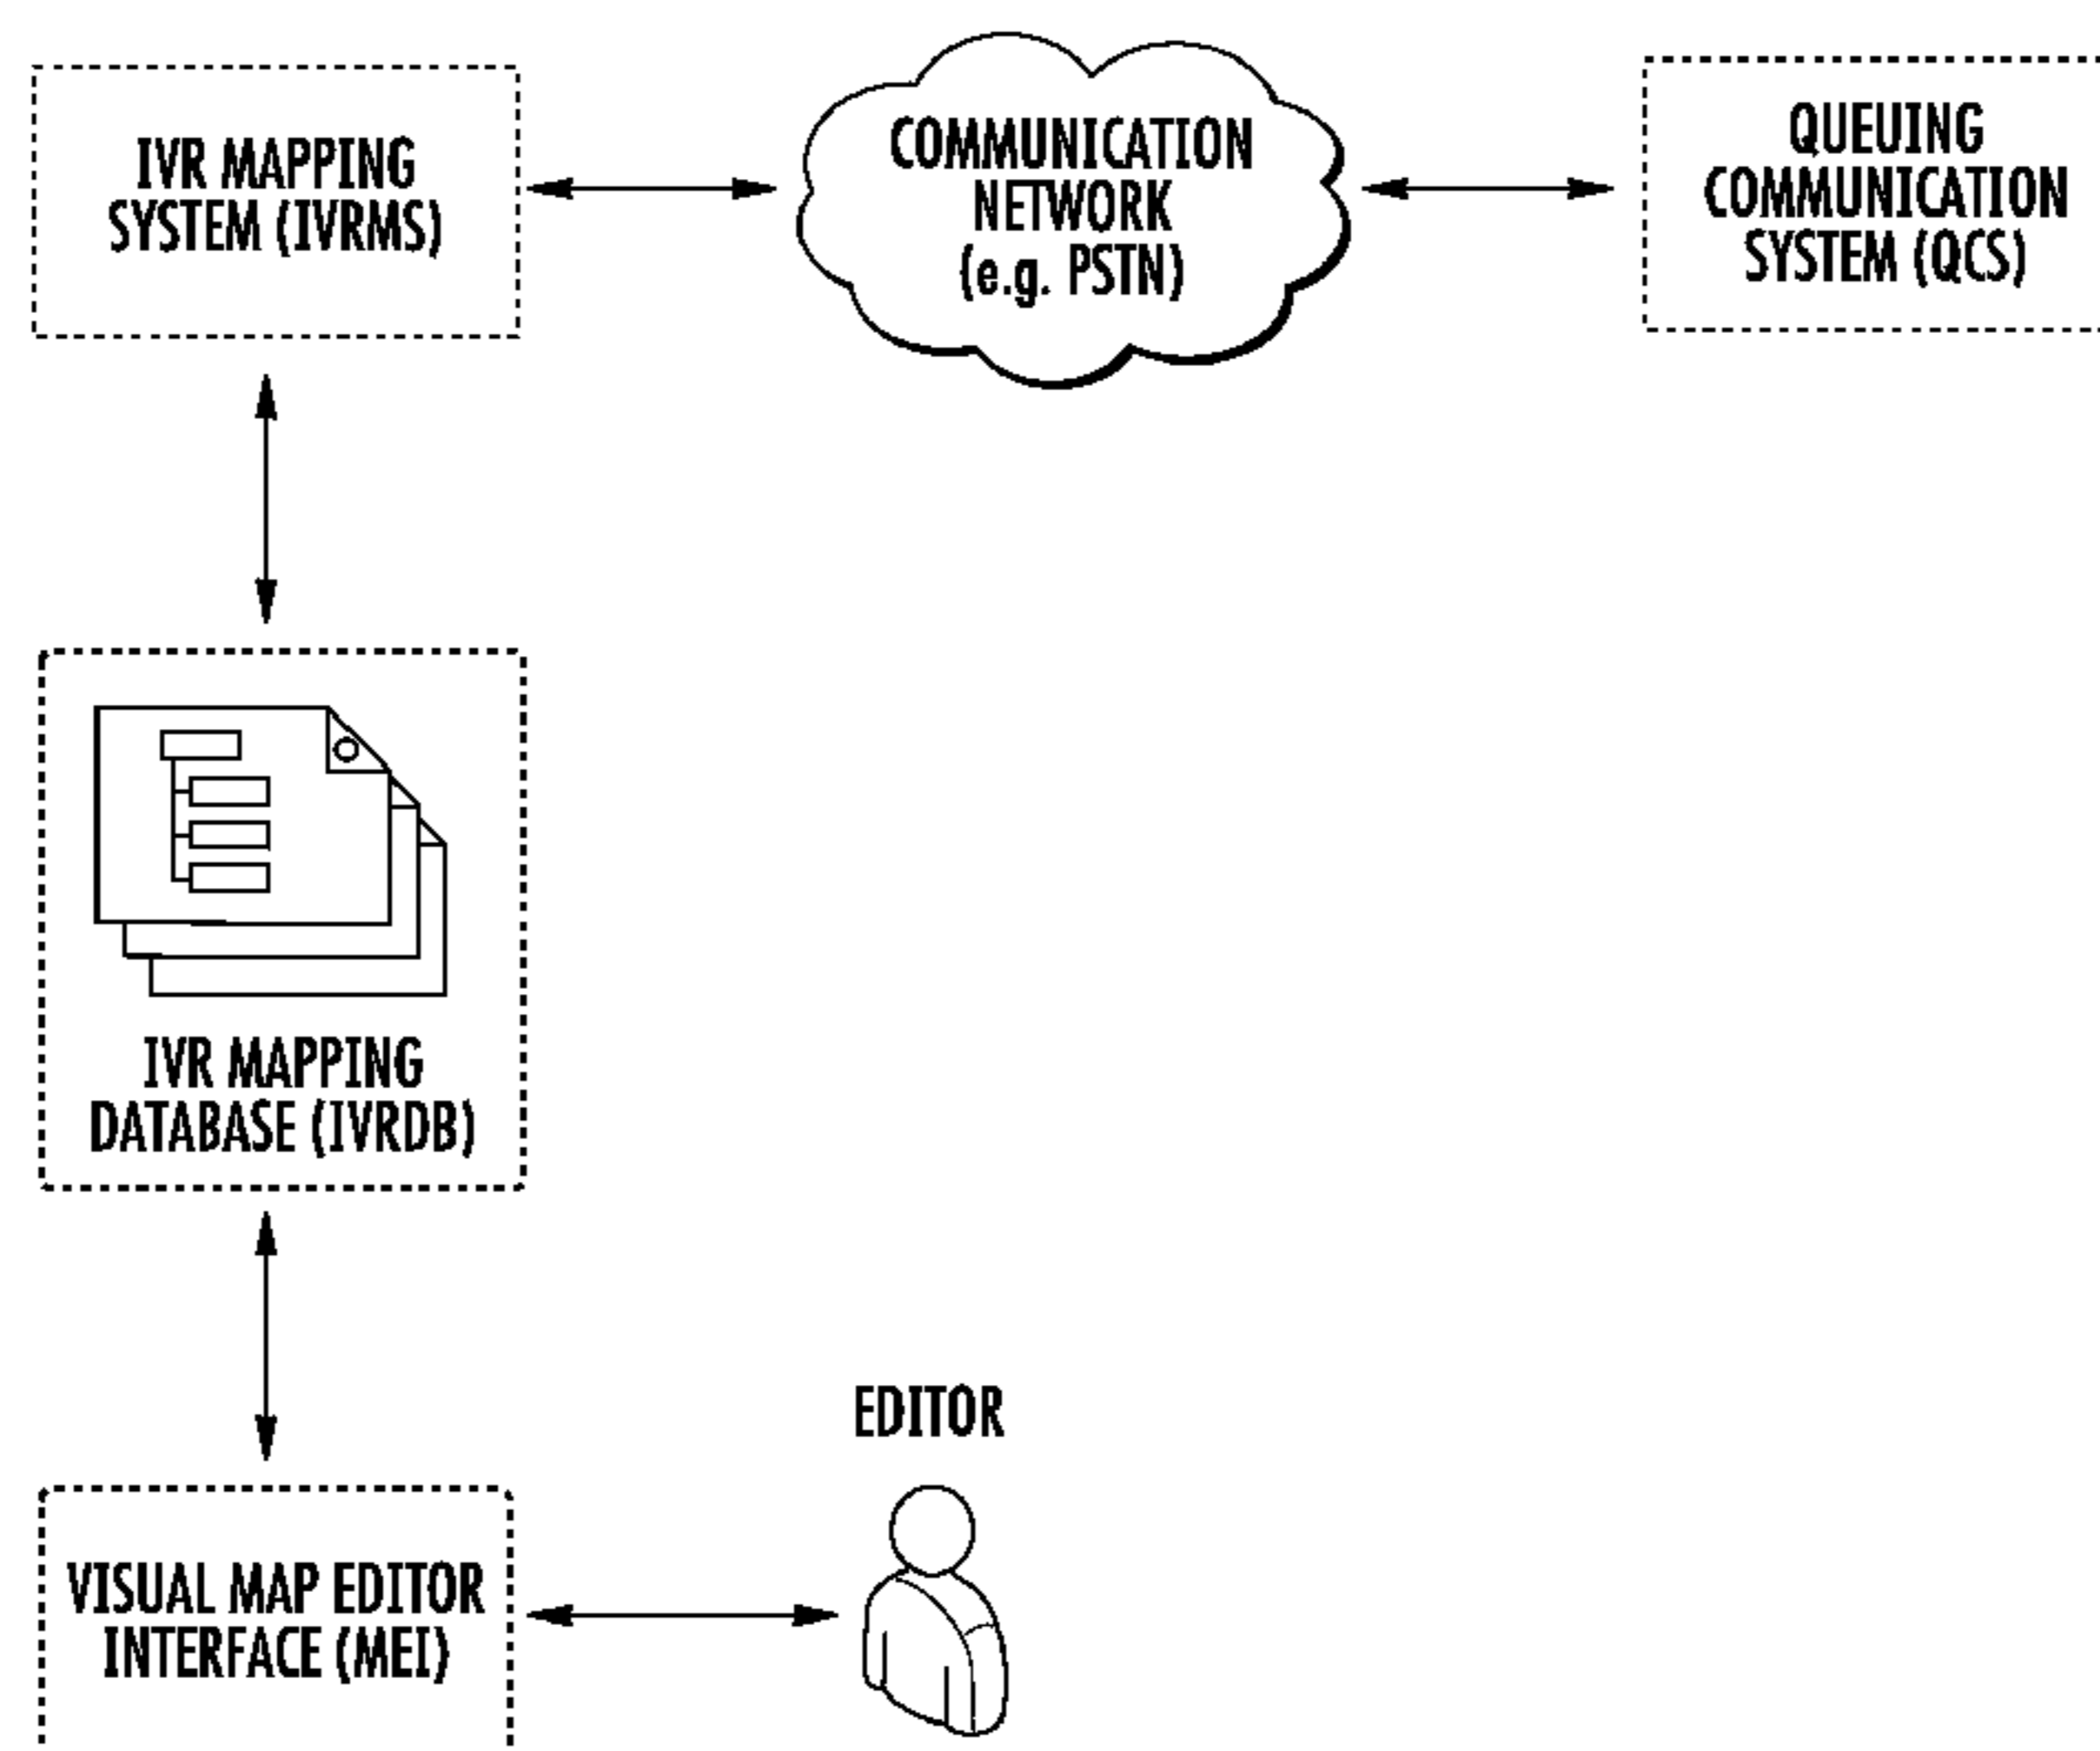 IVR MAPPING
SYSTEM (IVRMS)
COMMUNICATION
NETWORK
(e.g. PSTN)
QUEUING
COMMUNICATION
SYSTEM (QCS)
IVR MAPPING
DATABASE (IVRDB)
EDITOR
VISUAL MAP EDITOR
INTERFACE (MEI)